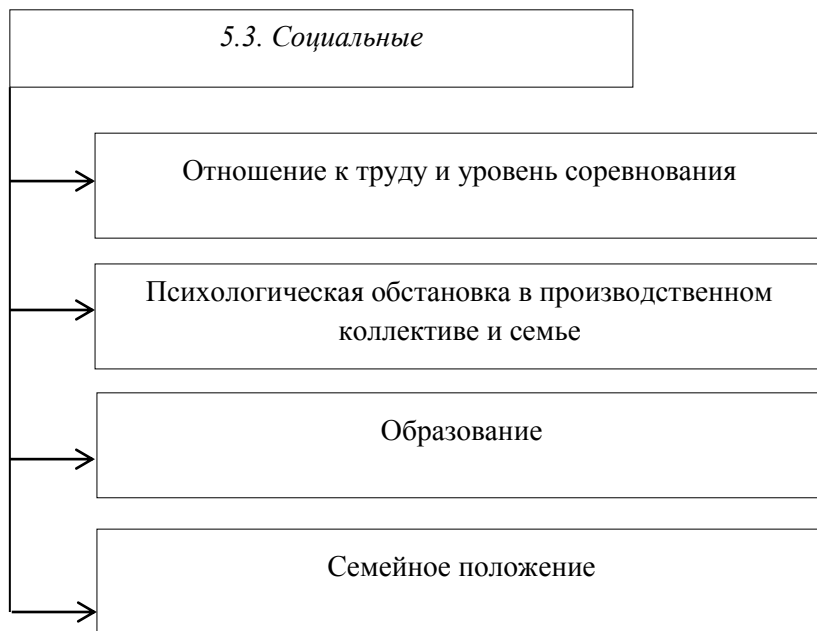 5.3. Социальные
Отношение к труду и уровень соревнования
Психологическая обстановка в производственном
коллективе и семье
Образование
Семейное положение